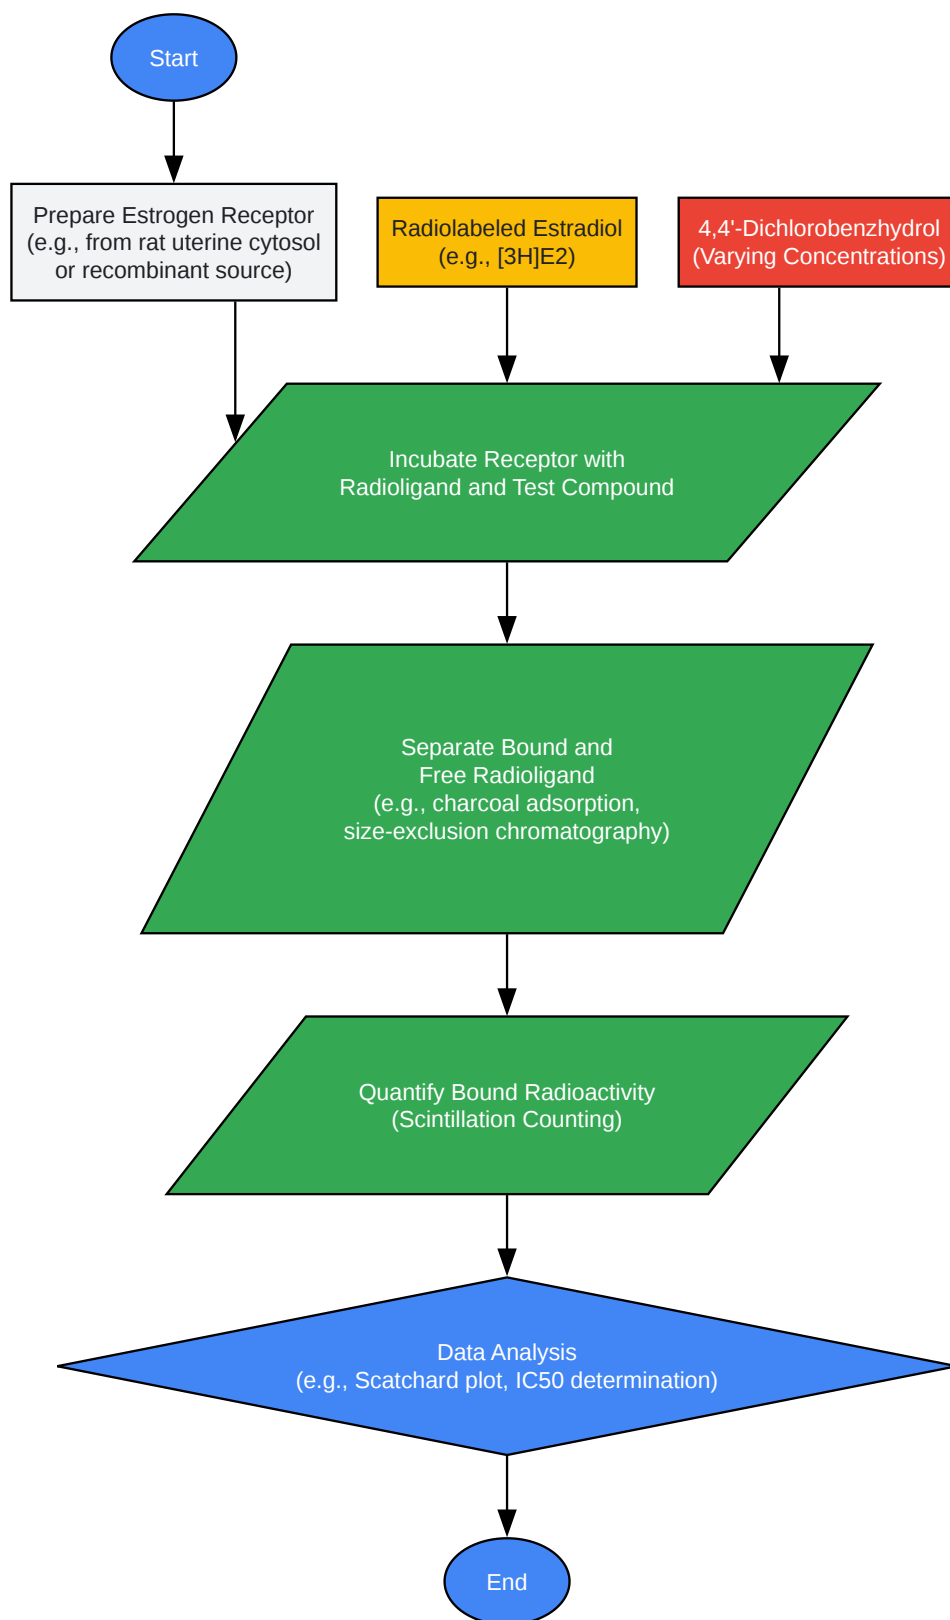 Start
Prepare Estrogen Receptor
(e.g., from rat uterine cytosol
or recombinant source)
Radiolabeled Estradiol
(e.g., [3H]E2)
4,4'-Dichlorobenzhydrol
(Varying Concentrations)
Incubate Receptor with
Radioligand and Test Compound
Separate Bound and
Free Radioligand
(e.g., charcoal adsorption,
size-exclusion chromatography)
Quantify Bound Radioactivity
(Scintillation Counting)
Data Analysis
(e.g., Scatchard plot, IC50 determination)
End